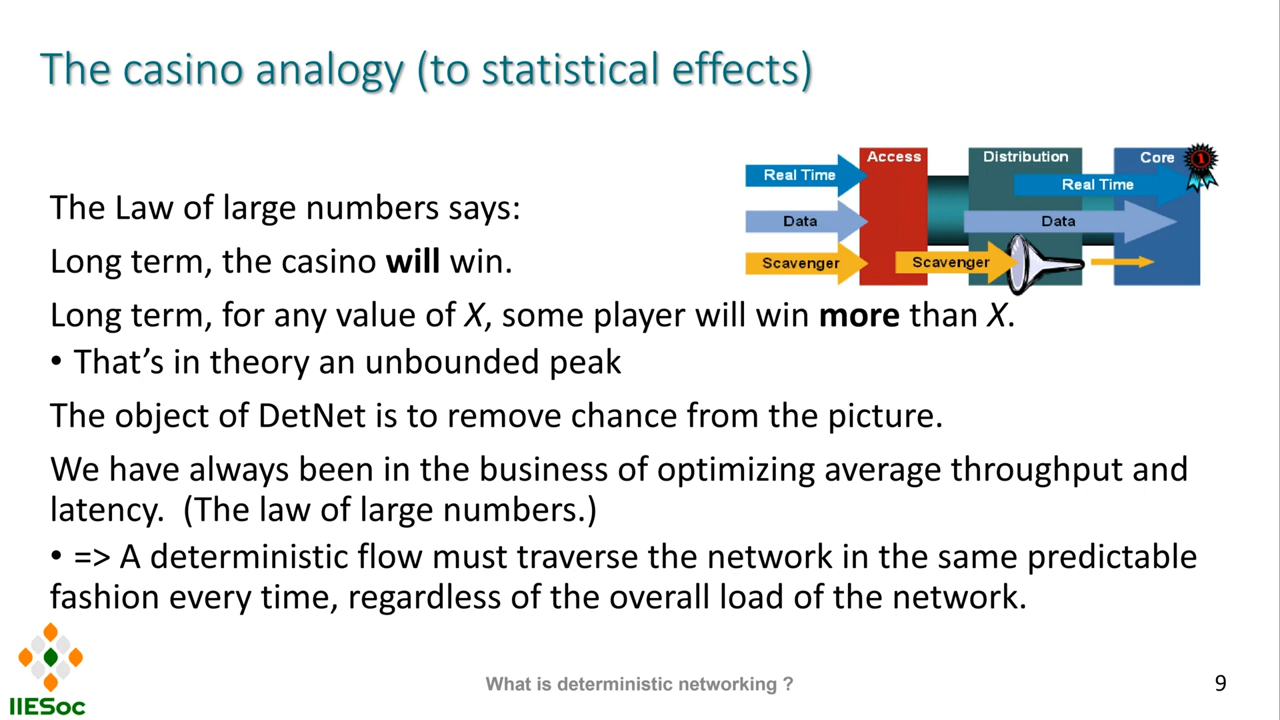 The casino analogy (to statistical effects)
Access
Distribution
Core
1
Real Time
Real Time
Data
Data
Scavenger
Scavenger
The Law of large numbers says:
Long term, the casino will win.
Long term, for any value of X, some player will win more than X.
• That’s in theory an unbounded peak
The object of DetNet is to remove chance from the picture.
We have always been in the business of optimizing average throughput and
latency.  (The law of large numbers.)
• => A deterministic flow must traverse the network in the same predictable
fashion every time, regardless of the overall load of the network.
IIESoc
What is deterministic networking ?
9